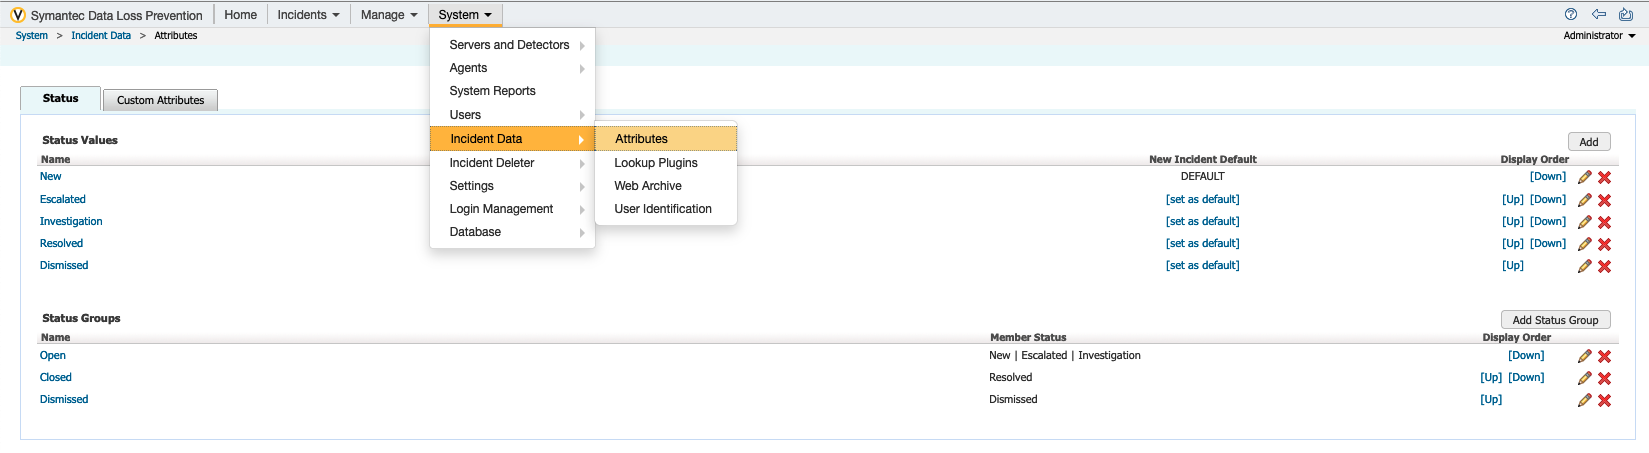 Symantec Data Loss Prevention Home Incidents Manage System
System > Incident Data > Attributes Administrator
Servers and Detectors
Agents
System Reports
Users
Incident Data
Incident Deleter
Settings
Login Management
Database
Attributes
Lookup Plugins
Web Archive
User Identification
Status Custom Attributes
Status Values Add
Name New Incident Default Display Order
New DEFAULT [Down]
Escalated [set as default] [Up] [Down]
Investigation [set as default] [Up] [Down]
Resolved [set as default] [Up] [Down]
Dismissed [set as default] [Up]
Status Groups Add Status Group
Name Member Status Display Order
Open New | Escalated | Investigation [Down]
Closed Resolved [Up] [Down]
Dismissed Dismissed [Up]